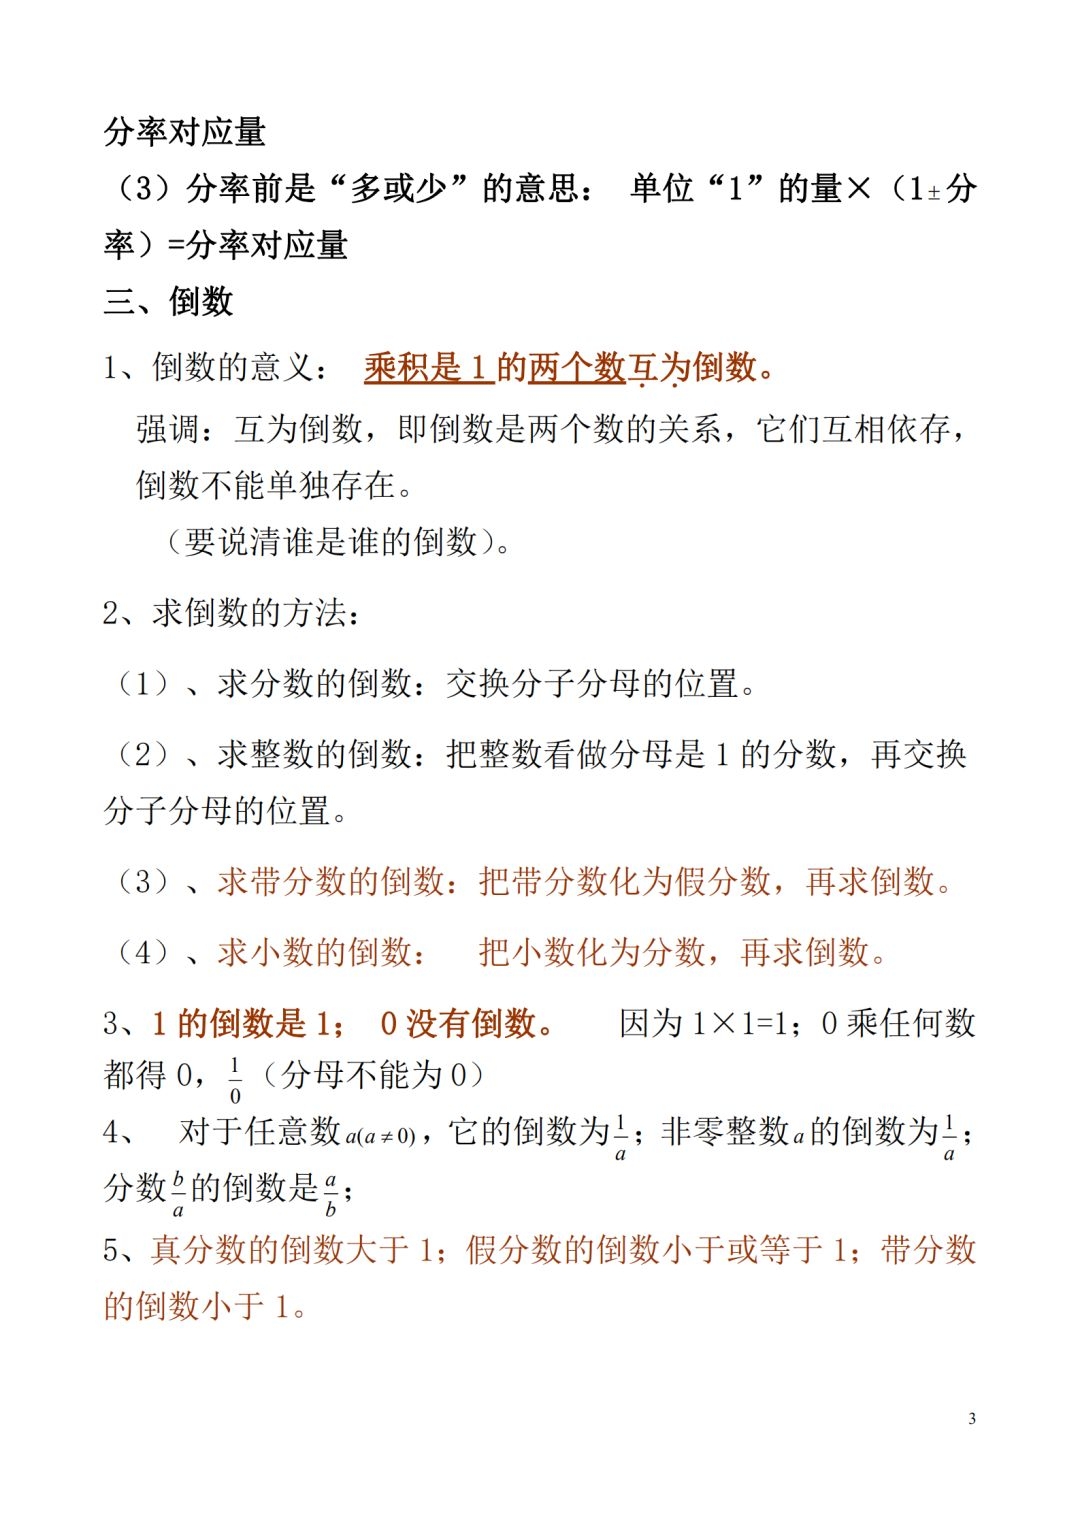 分率对应量
（3）分率前是“多或少”的意思： 单位“1”的量×（1±分
率）=分率对应量
三、倒数
1、倒数的意义： 乘积是 1 的两个数互为倒数。
强调：互为倒数，即倒数是两个数的关系，它们互相依存，
倒数不能单独存在。
（要说清谁是谁的倒数）。
2、求倒数的方法：
（1）、求分数的倒数：交换分子分母的位置。
（2）、求整数的倒数：把整数看做分母是 1 的分数，再交换
分子分母的位置。
（3）、求带分数的倒数：把带分数化为假分数，再求倒数。
（4）、求小数的倒数： 把小数化为分数，再求倒数。
3、1 的倒数是 1； 0 没有倒数。 因为 1×1=1；0 乘任何数
都得 0，1/0（分母不能为 0）
4、 对于任意数 a(a≠0)，它的倒数为 1/a；非零整数 a 的倒数为 1/a；
分数 b/a 的倒数是 a/b；
5、真分数的倒数大于 1；假分数的倒数小于或等于 1；带分数
的倒数小于 1。
3